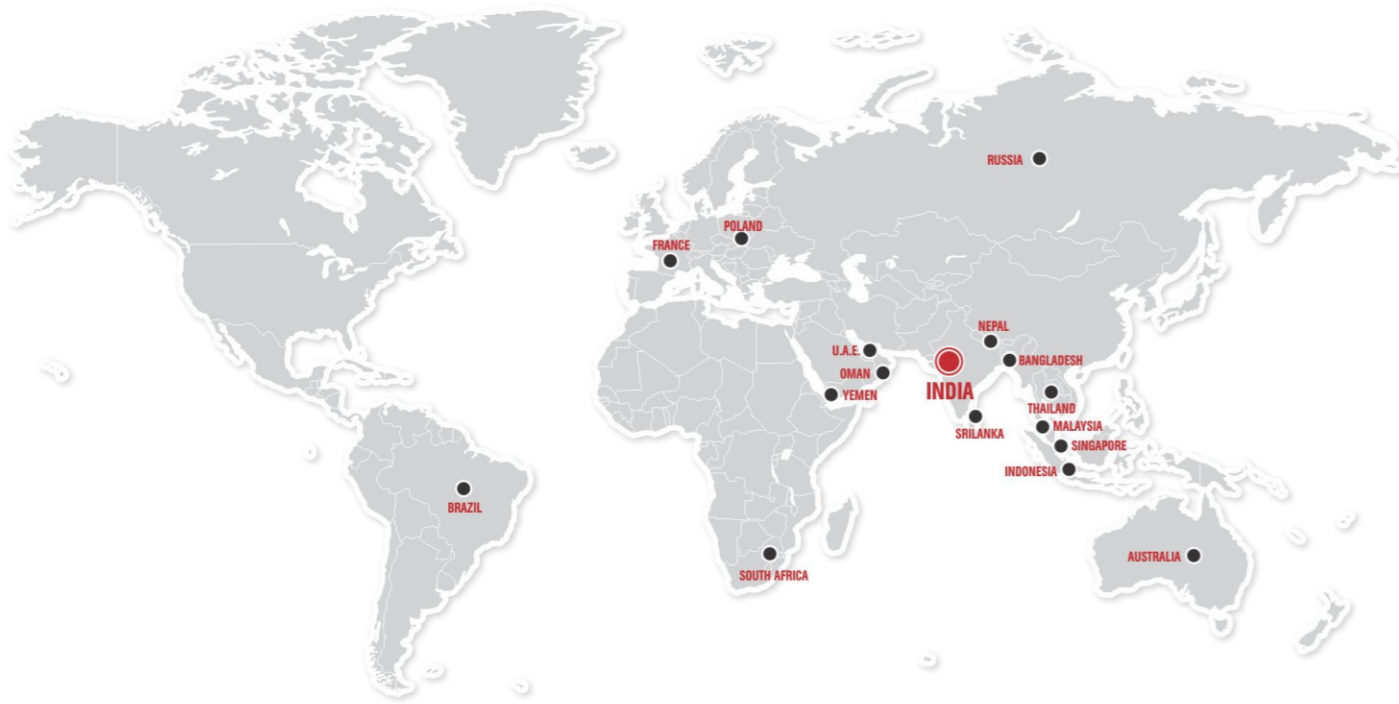 RUSSIA
POLAND
FRANCE
NEPAL
U.A.E.
BANGLADESH
OMAN
INDIA
YEMEN
THAILAND
MALAYSIA
SRILANKA
SINGAPORE
INDONESIA
BRAZIL
AUSTRALIA
SOUTH AFRICA